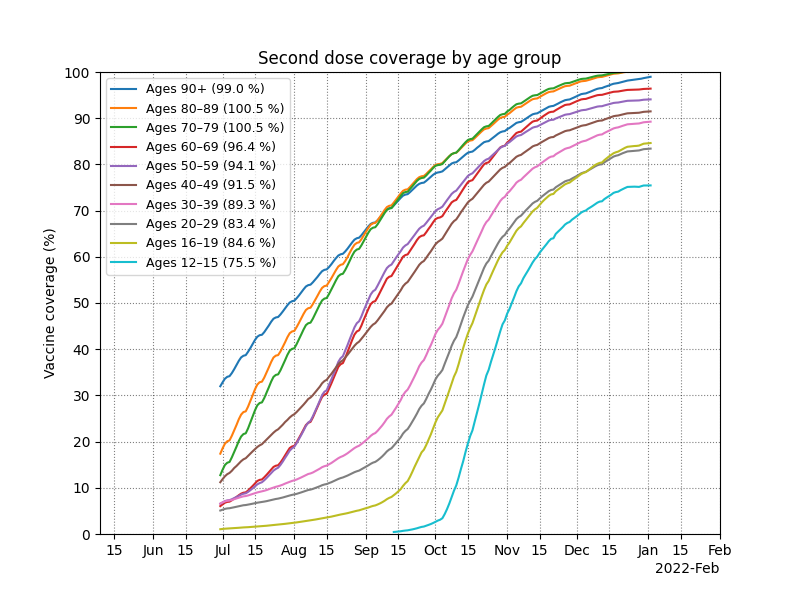 Second dose coverage by age group
Vaccine coverage (%)
100
90
80
70
60
50
40
30
20
10
0
Ages 90+ (99.0 %)
Ages 80–89 (100.5 %)
Ages 70–79 (100.5 %)
Ages 60–69 (96.4 %)
Ages 50–59 (94.1 %)
Ages 40–49 (91.5 %)
Ages 30–39 (89.3 %)
Ages 20–29 (83.4 %)
Ages 16–19 (84.6 %)
Ages 12–15 (75.5 %)
15 Jun 15 Jul 15 Aug 15 Sep 15 Oct 15 Nov 15 Dec 15 Jan 15 Feb
2022-Feb